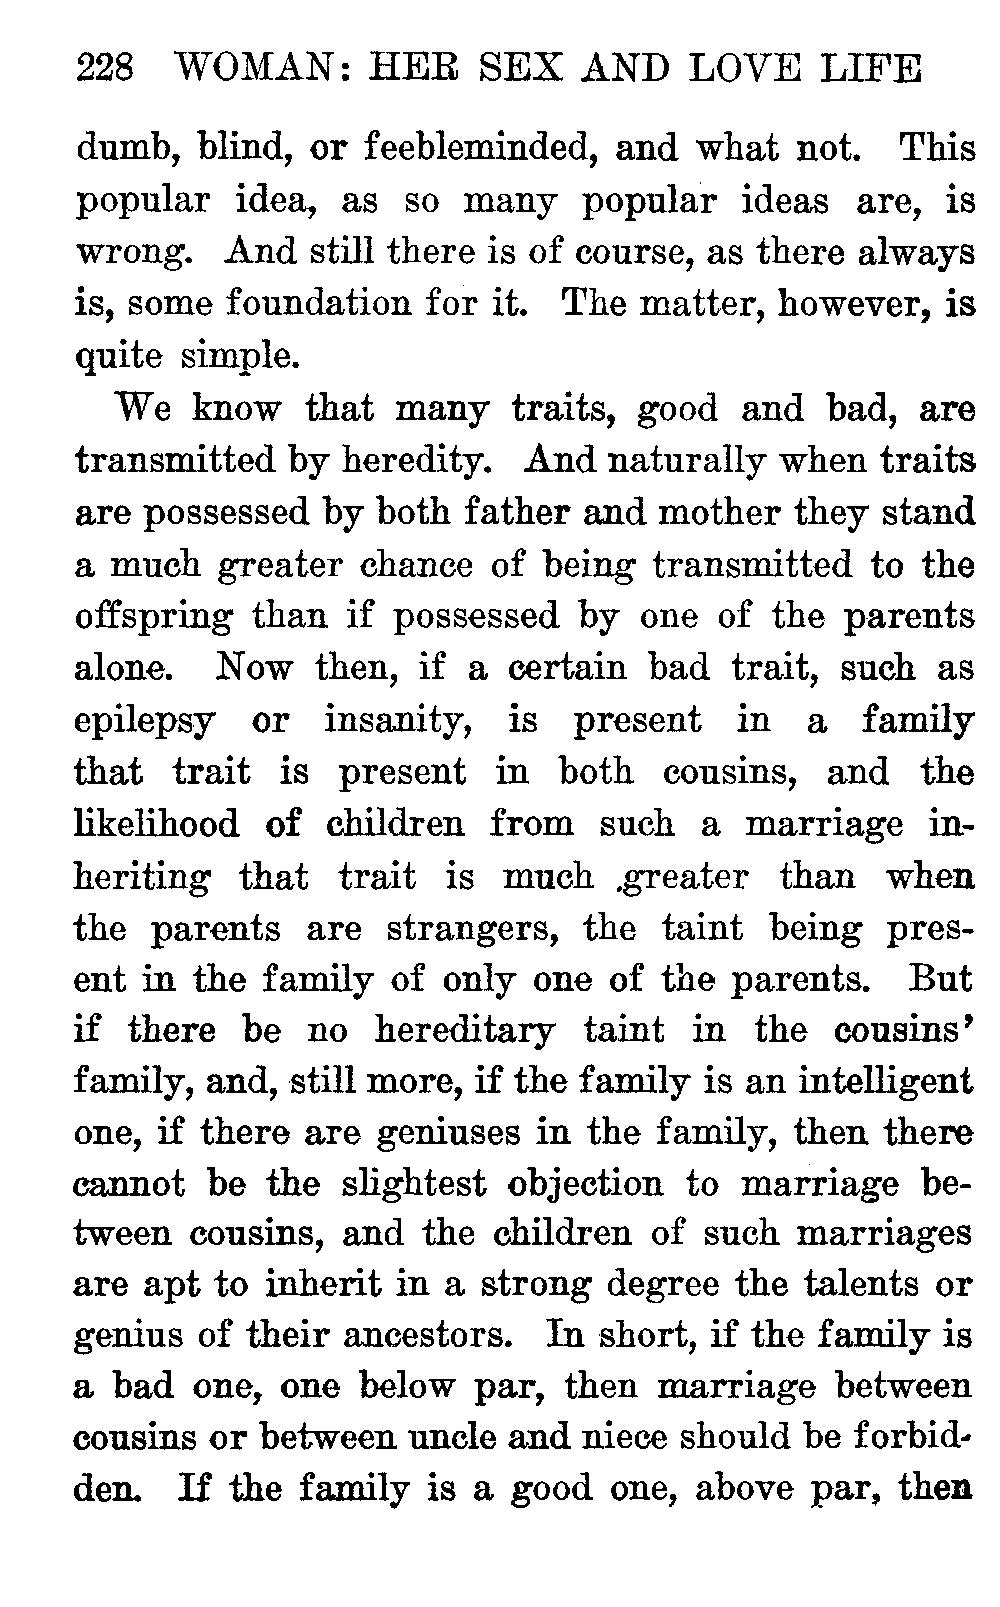 228 WOMAN: HER SEX AND LOVE LIFE
dumb, blind, or feebleminded, and what not. This
popular idea, as so many popular ideas are, is
wrong. And still there is of course, as there always
is, some foundation for it. The matter, however, is
quite simple.
We know that many traits, good and bad, are
transmitted by heredity. And naturally when traits
are possessed by both father and mother they stand
a much greater chance of being transmitted to the
offspring than if possessed by one of the parents
alone. Now then, if a certain bad trait, such as
epilepsy or insanity, is present in a family
that trait is present in both cousins, and the
likelihood of children from such a marriage in-
heriting that trait is much .greater than when
the parents are strangers, the taint being pres-
ent in the family of only one of the parents. But
if there be no hereditary taint in the cousins'
family, and, still more, if the family is an intelligent
one, if there are geniuses in the family, then there
cannot be the slightest objection to marriage be-
tween cousins, and the children of such marriages
are apt to inherit in a strong degree the talents or
genius of their ancestors. In short, if the family is
a bad one, one below par, then marriage between
cousins or between uncle and niece should be forbid-
den. If the family is a good one, above par, then